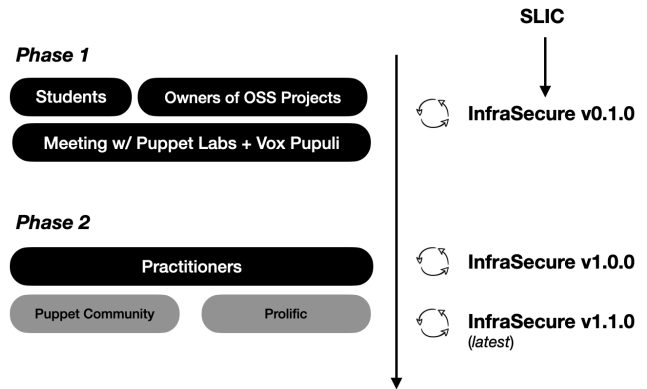 SLIC
Phase 1
Students
Owners of OSS Projects
InfraSecure v0.1.0
Meeting w/ Puppet Labs + Vox Pupuli
Phase 2
Practitioners
InfraSecure v1.0.0
Puppet Community
Prolific
InfraSecure v1.1.0
(latest)